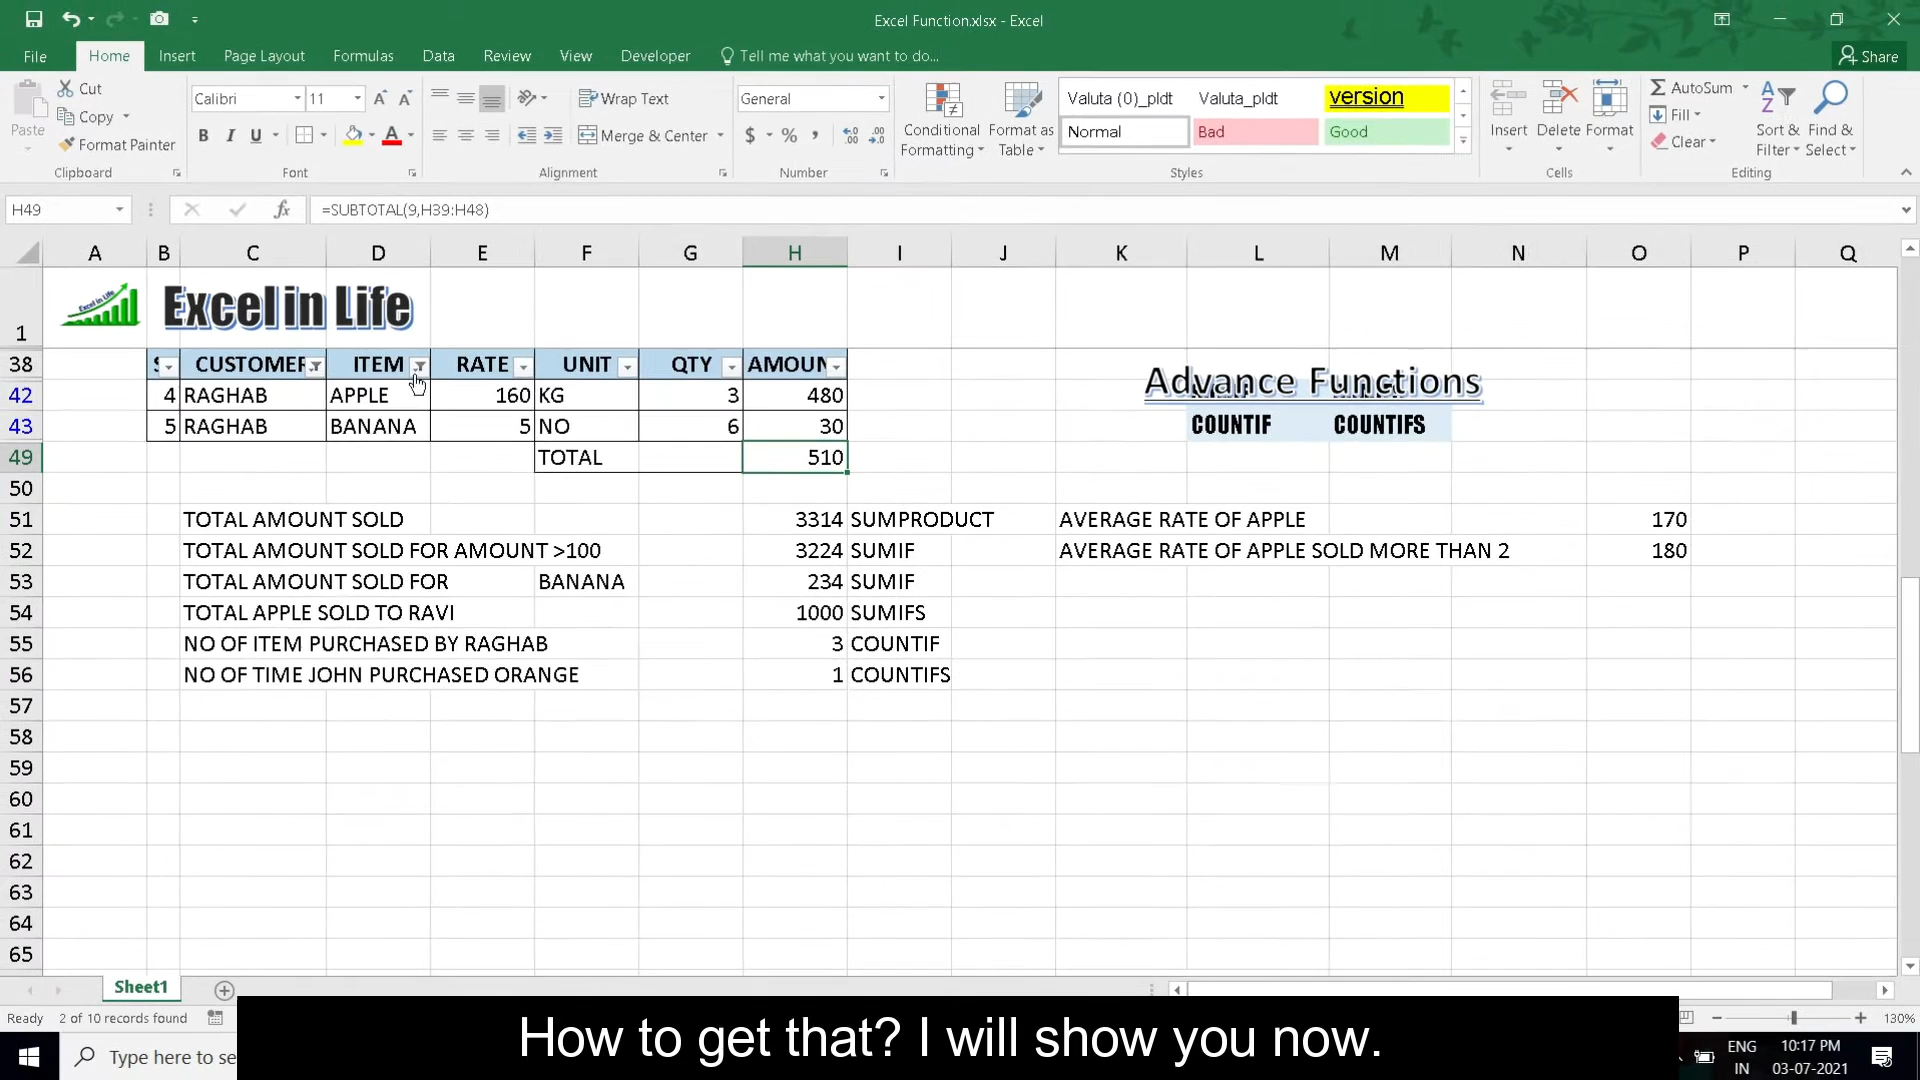 Excel Function.xlsx - Excel
File Home Insert Page Layout Formulas Data Review View Developer Tell me what you want to do... Share
Paste
Cut
Copy
Format Painter
Clipboard
Calibri 11
B I U
Font
Wrap Text
Merge & Center
Alignment
General
$ % ,
Number
Conditional Formatting
Format as Table
Valuta (0)_pldt Valuta_pldt version
Normal Bad Good
Styles
Insert Delete Format
Cells
AutoSum
Fill
Clear
Sort & Filter
Find & Select
Editing
H49 fx =SUBTOTAL(9,H39:H48)
A B C D E F G H I J K L M N O P Q
1 Excel in Life
38 CUSTOMER ITEM RATE UNIT QTY AMOUN
Advance Functions
42 4 RAGHAB APPLE 160 KG 3 480
43 5 RAGHAB BANANA 5 NO 6 30 COUNTIF COUNTIFS
49 TOTAL 510
50
51 TOTAL AMOUNT SOLD 3314 SUMPRODUCT AVERAGE RATE OF APPLE 170
52 TOTAL AMOUNT SOLD FOR AMOUNT >100 3224 SUMIF AVERAGE RATE OF APPLE SOLD MORE THAN 2 180
53 TOTAL AMOUNT SOLD FOR BANANA 234 SUMIF
54 TOTAL APPLE SOLD TO RAVI 1000 SUMIFS
55 NO OF ITEM PURCHASED BY RAGHAB 3 COUNTIF
56 NO OF TIME JOHN PURCHASED ORANGE 1 COUNTIFS
57
58
59
60
61
62
63
64
65
Sheet1
Ready 2 of 10 records found 130%
Type here to se
How to get that? I will show you now.
ENG
IN
10:17 PM
03-07-2021